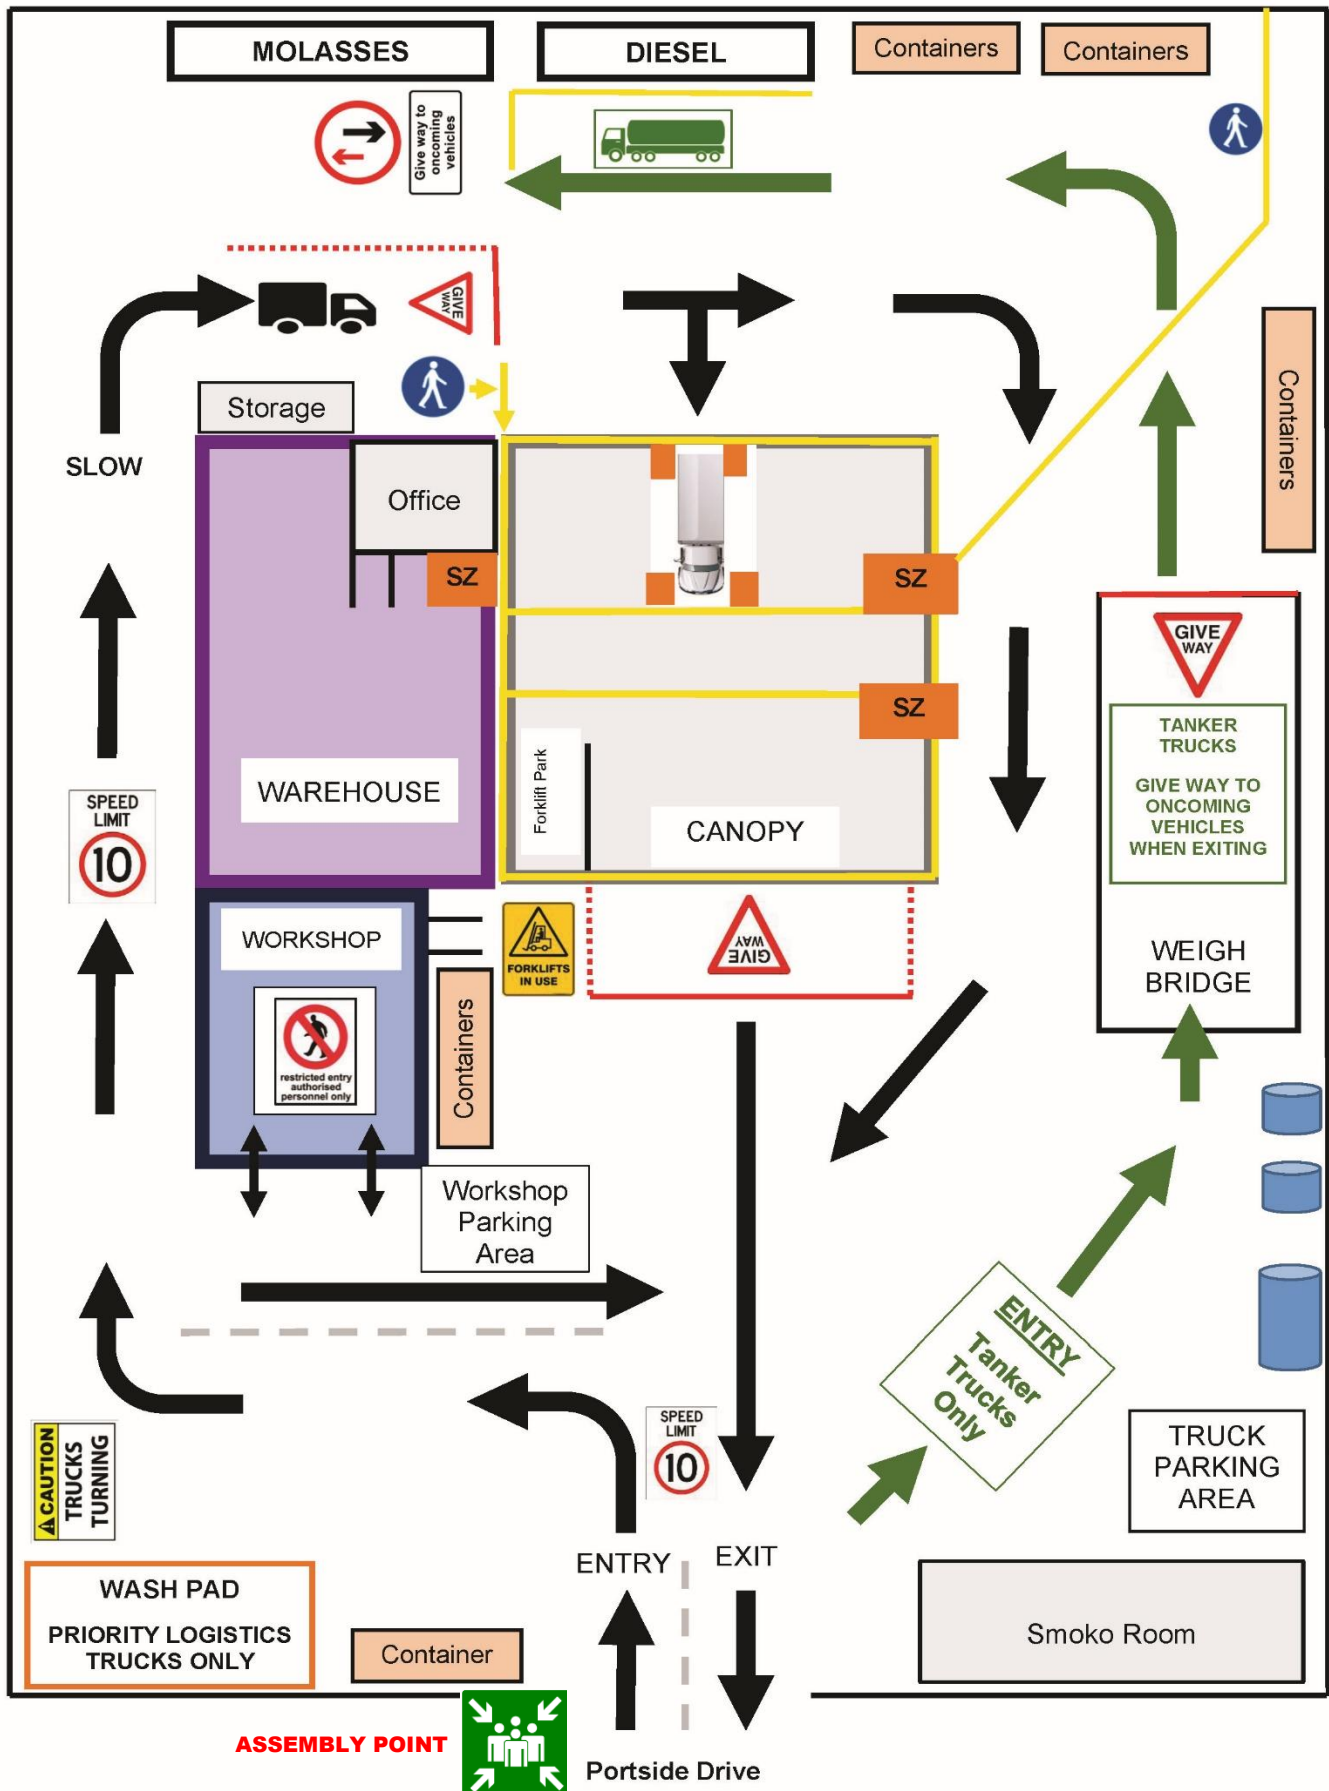 MOLASSES
DIESEL
Containers
Containers
Give way to
oncoming
vehicles
GIVE
WAY
Storage
Containers
SLOW
Office
SZ
SZ
GIVE
WAY
SZ
TANKER
TRUCKS
GIVE WAY TO
ONCOMING
VEHICLES
WHEN EXITING
Forklift Park
WAREHOUSE
SPEED
LIMIT
10
CANOPY
WORKSHOP
FORKLIFTS
IN USE
GIVE
WAY
WEIGH
BRIDGE
Containers
restricted entry
authorised
personnel only
Workshop
Parking
Area
ENTRY
Tanker
Trucks
Only
SPEED
LIMIT
10
CAUTION
TRUCKS
TURNING
TRUCK
PARKING
AREA
ENTRY
EXIT
WASH PAD
PRIORITY LOGISTICS
TRUCKS ONLY
Container
Smoko Room
ASSEMBLY POINT
Portside Drive